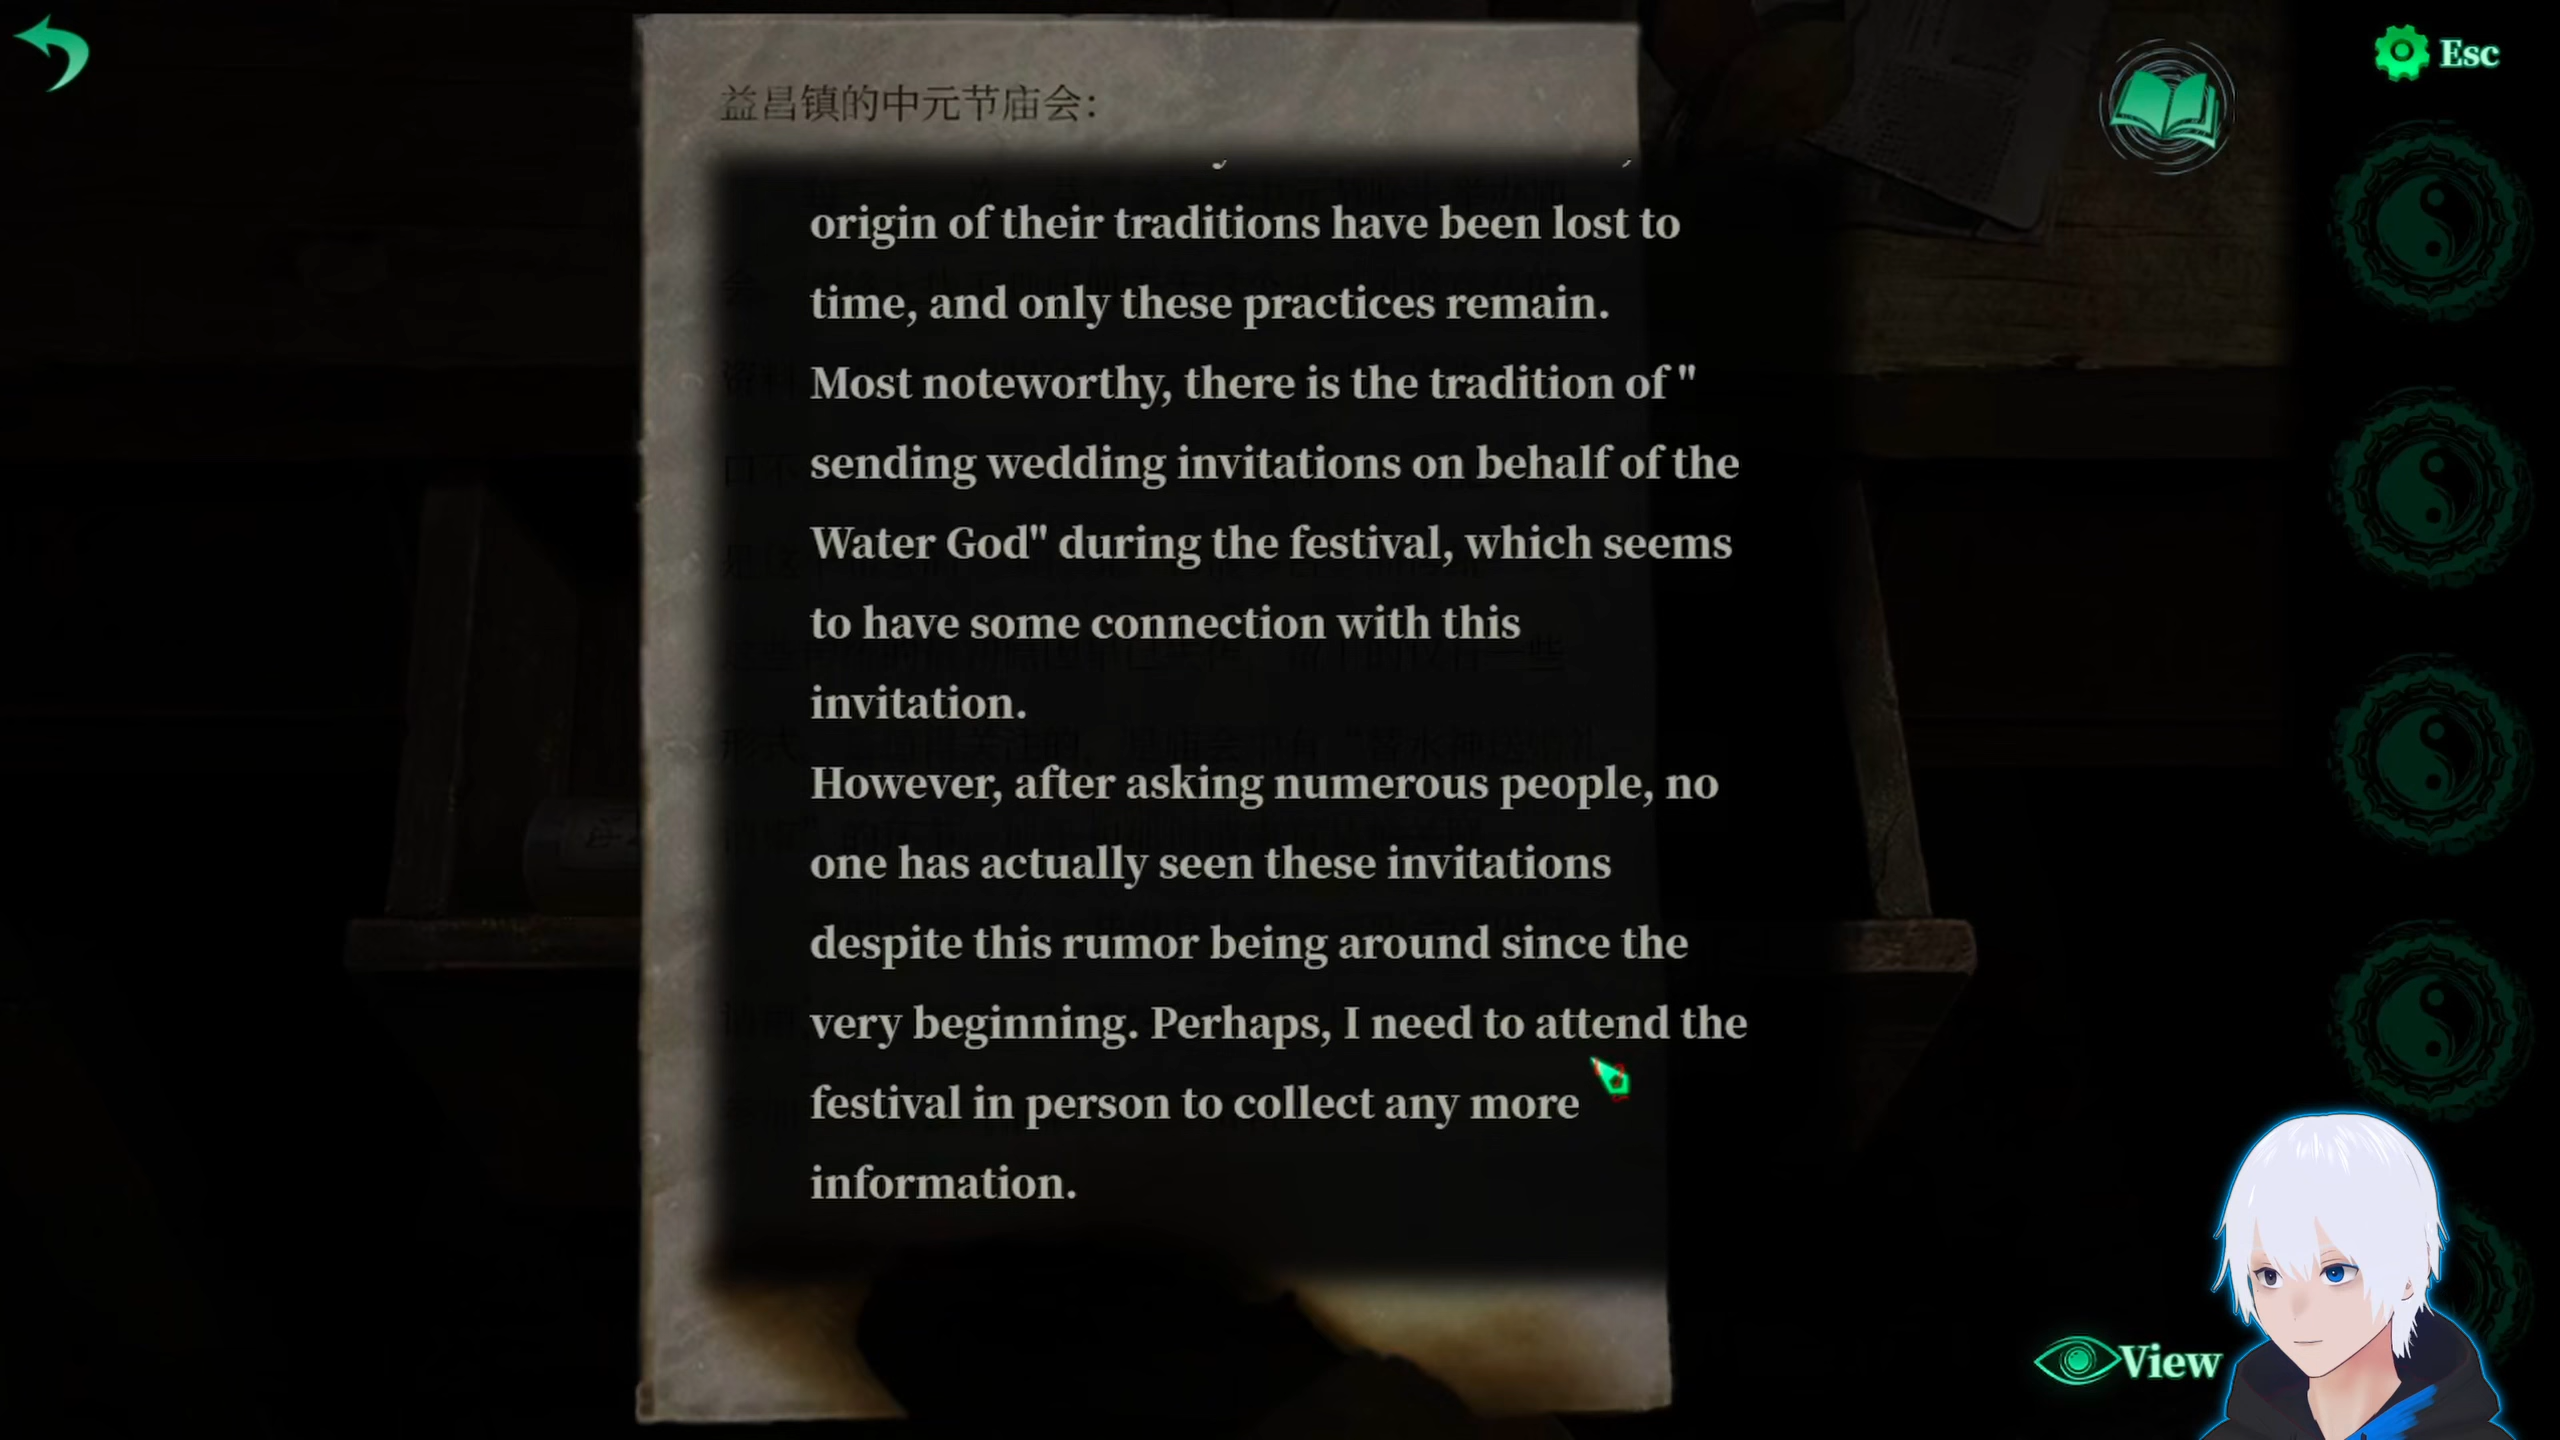 Esc
益昌镇的中元节庙会：
origin of their traditions have been lost to
time, and only these practices remain.
Most noteworthy, there is the tradition of "
sending wedding invitations on behalf of the
Water God" during the festival, which seems
to have some connection with this
invitation.
However, after asking numerous people, no
one has actually seen these invitations
despite this rumor being around since the
very beginning. Perhaps, I need to attend the
festival in person to collect any more
information.
View